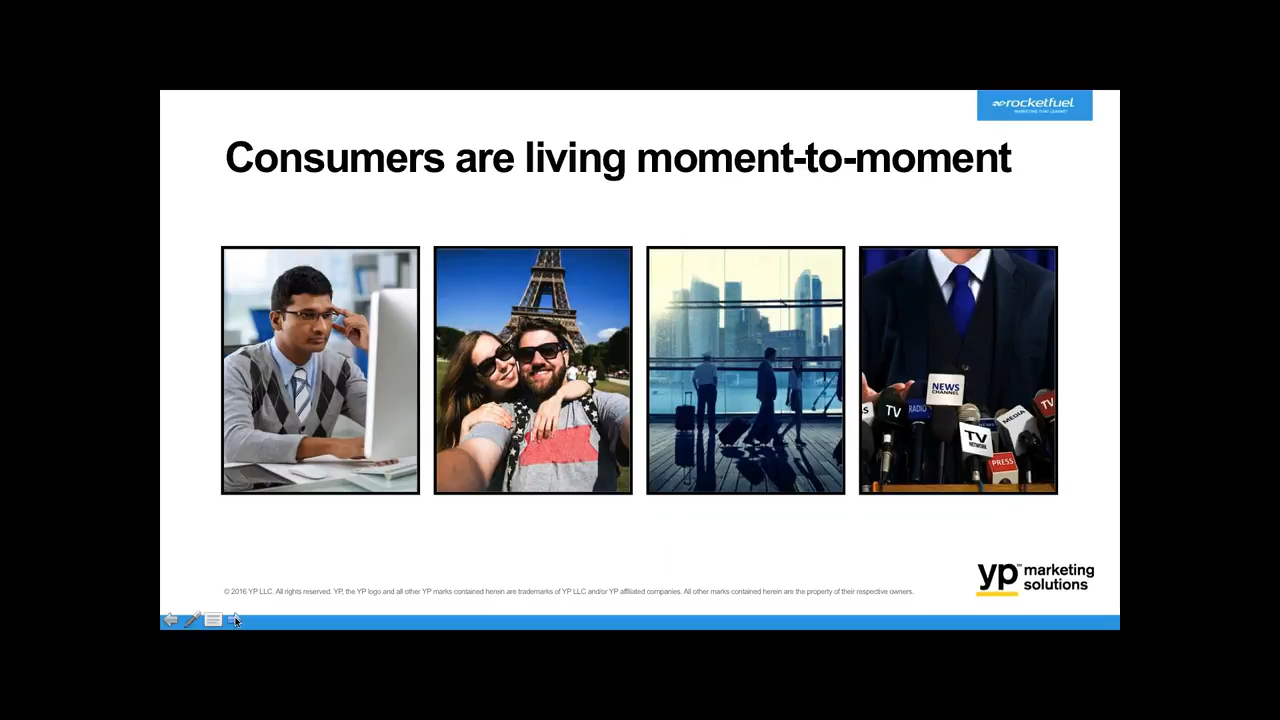 rocketfuel
MARKETING THAT LEARNS
Consumers are living moment-to-moment
NEWS
CHANNEL
TV
RADIO
TV
NETWORK
MEDIA
TV
PRESS
© 2016 YP LLC. All rights reserved. YP, the YP logo and all other YP marks contained herein are trademarks of YP LLC and/or YP affiliated companies. All other marks contained herein are the property of their respective owners.
yp™ marketing
solutions